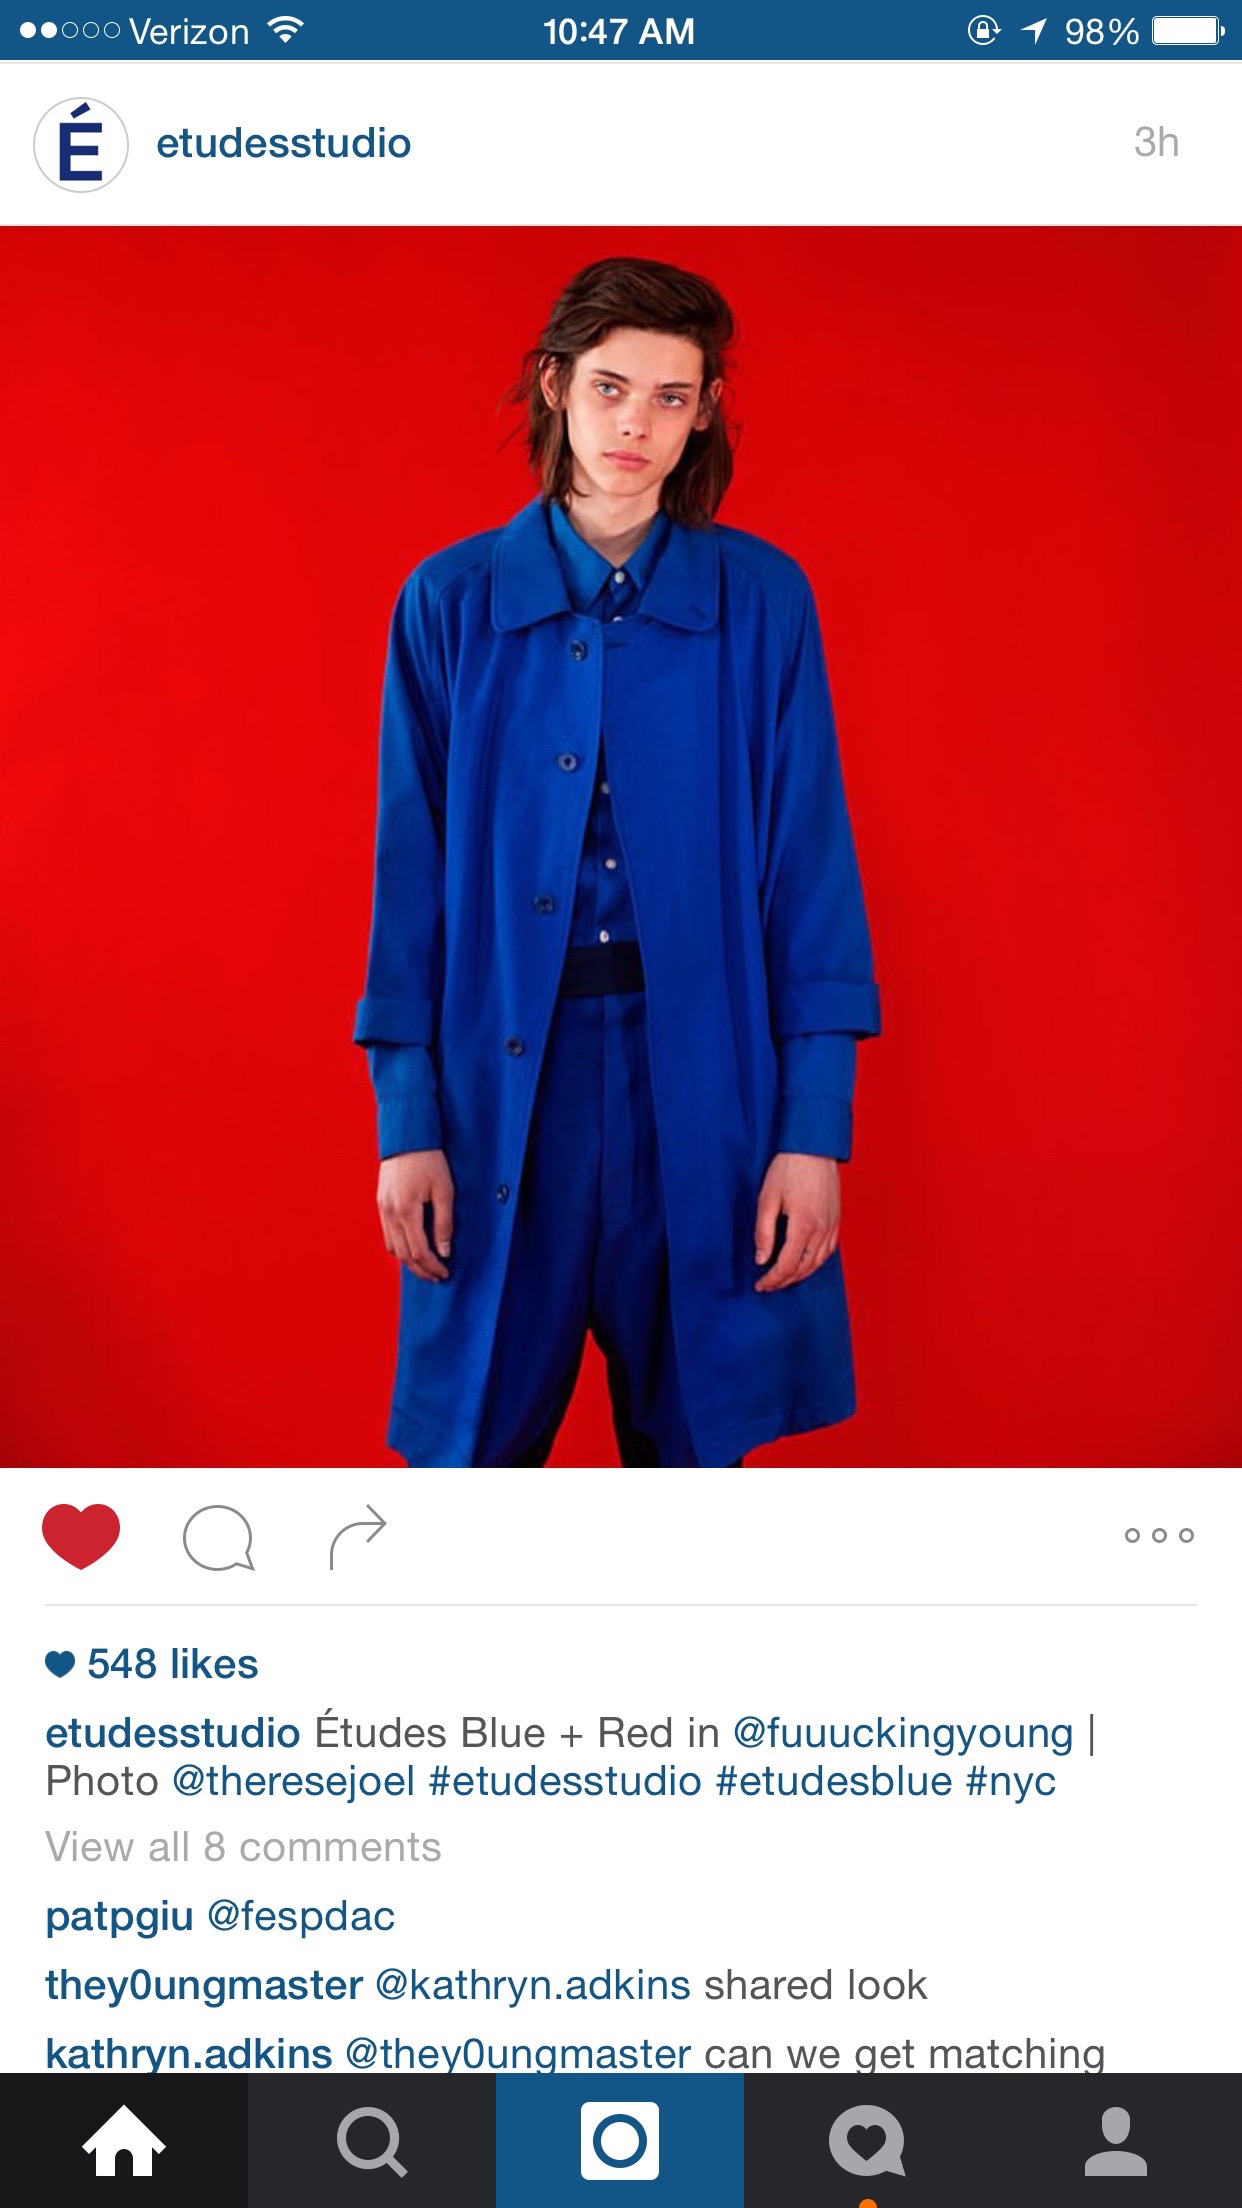 Verizon 10:47 AM 98%
É etudesstudio 3h
548 likes
etudesstudio Études Blue + Red in @fuuuckingyoung |
Photo @theresejoel #etudesstudio #etudesblue #nyc
View all 8 comments
patpgiu @fespdac
they0ungmaster @kathryn.adkins shared look
kathryn.adkins @they0ungmaster can we get matching